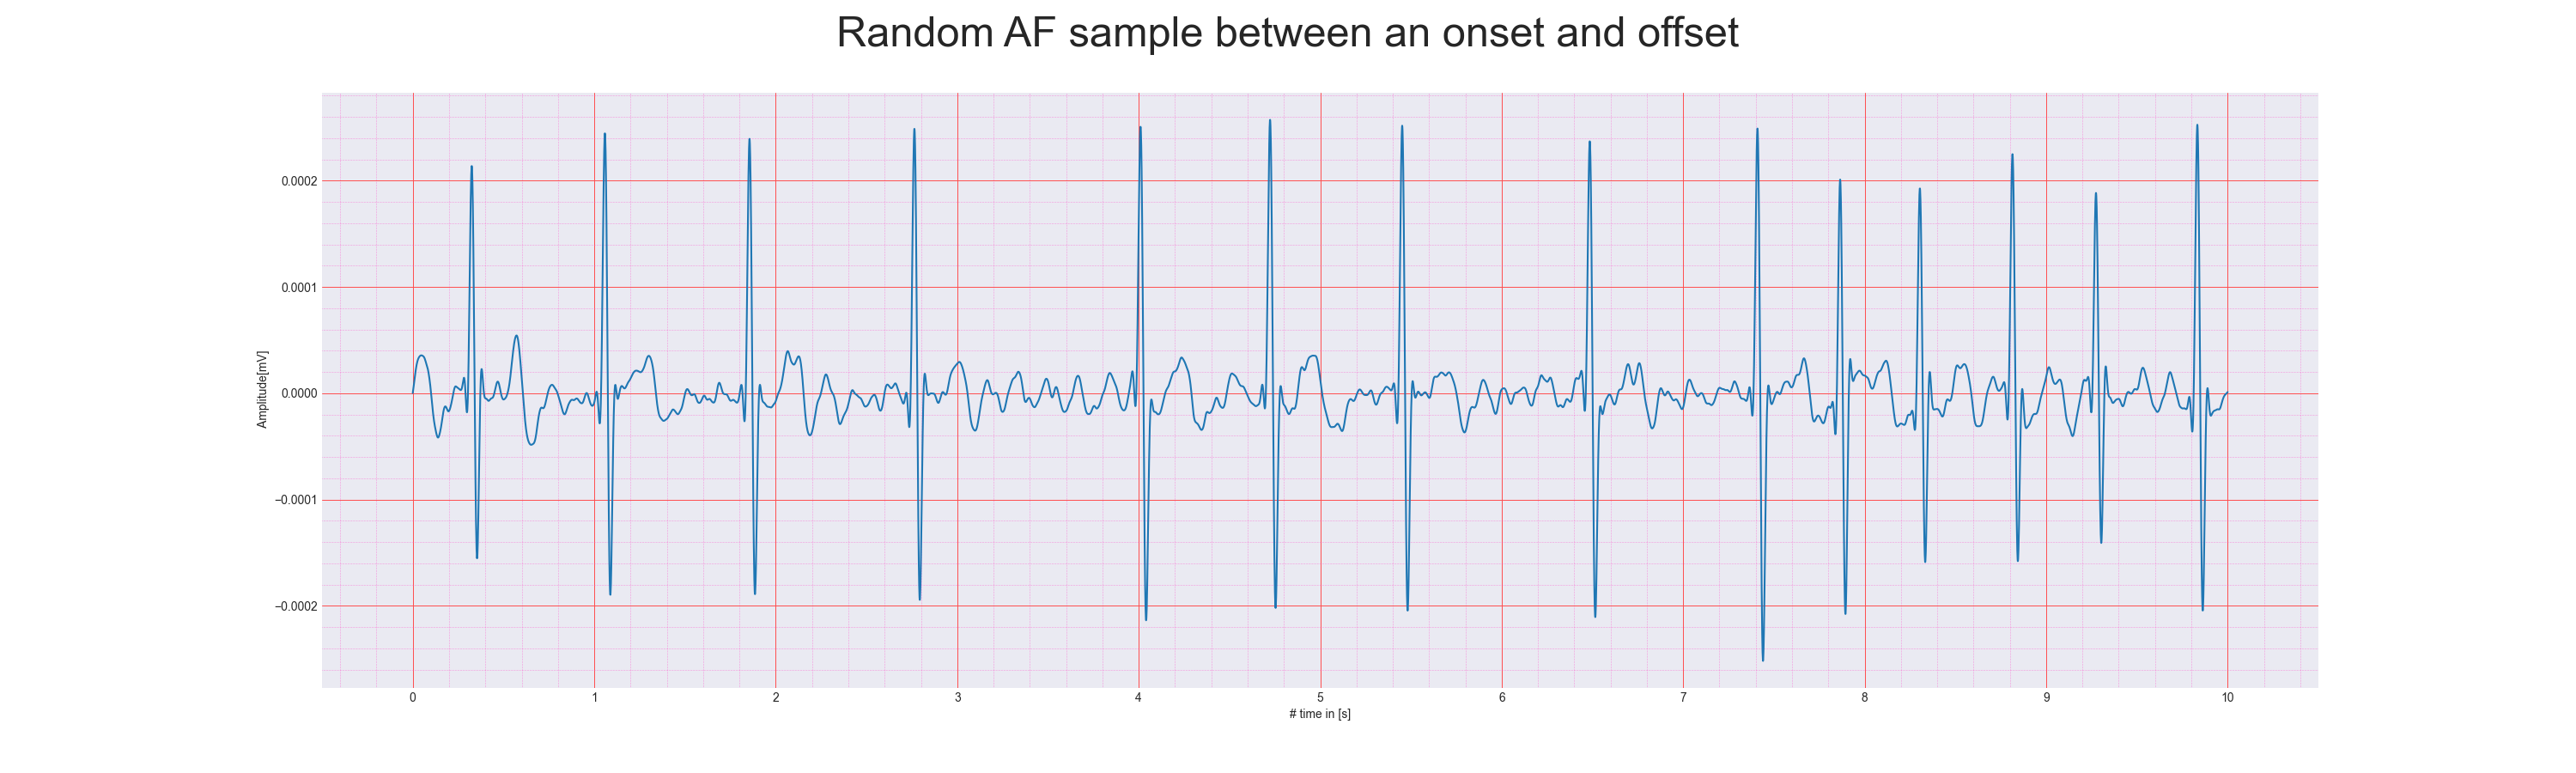 Random AF sample between an onset and offset
0.0002
0.0001
0.0000
−0.0001
−0.0002
Amplitude[mV]
0 1 2 3 4 5 6 7 8 9 10
# time in [s]